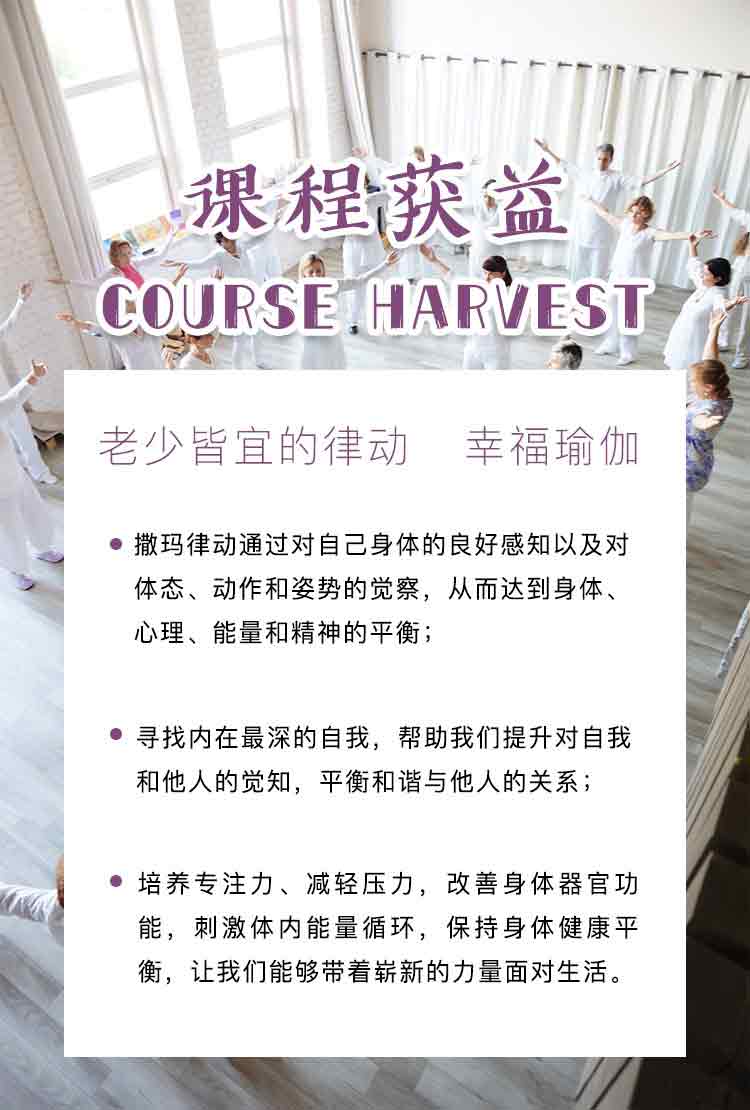 课程获益
COURSE HARVEST
老少皆宜的律动 幸福瑜伽
撒玛律动通过对自己身体的良好感知以及对
体态、动作和姿势的觉察，从而达到身体、
心理、能量和精神的平衡；
寻找内在最深的自我，帮助我们提升对自我
和他人的觉知，平衡和谐与他人的关系；
培养专注力、减轻压力，改善身体器官功
能，刺激体内能量循环，保持身体健康平
衡，让我们能够带着崭新的力量面对生活。